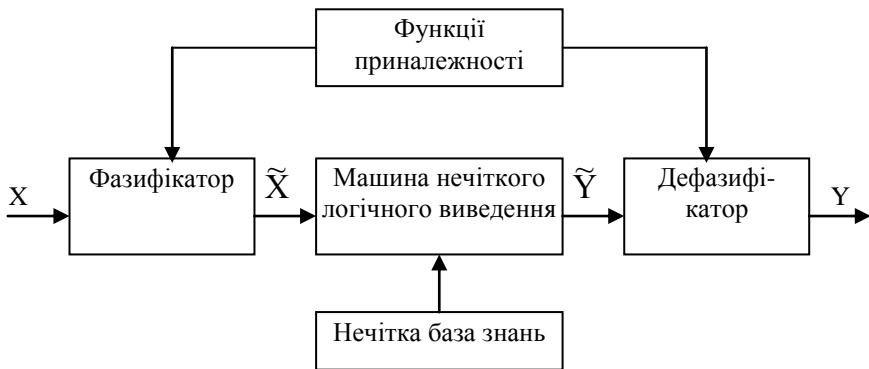 Функції
приналежності
X
Фазифікатор
X̃
Машина нечіткого
логічного виведення
Ỹ
Дефазифі-
катор
Y
Нечітка база знань